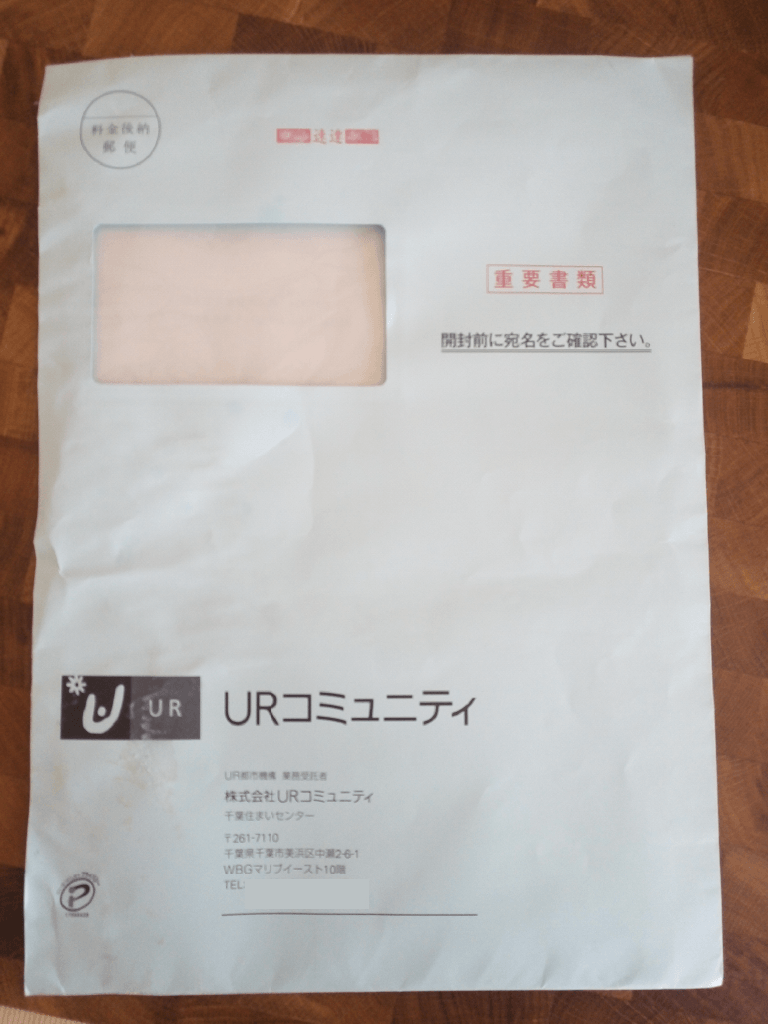 料金後納
郵便
速達
重要書類
開封前に宛名をご確認下さい。
UR
URコミュニティ
UR都市機構 業務受託者
株式会社URコミュニティ
千葉住まいセンター
〒261-7110
千葉県千葉市美浜区中瀬2-6-1
WBGマリブイースト10階
TEL: